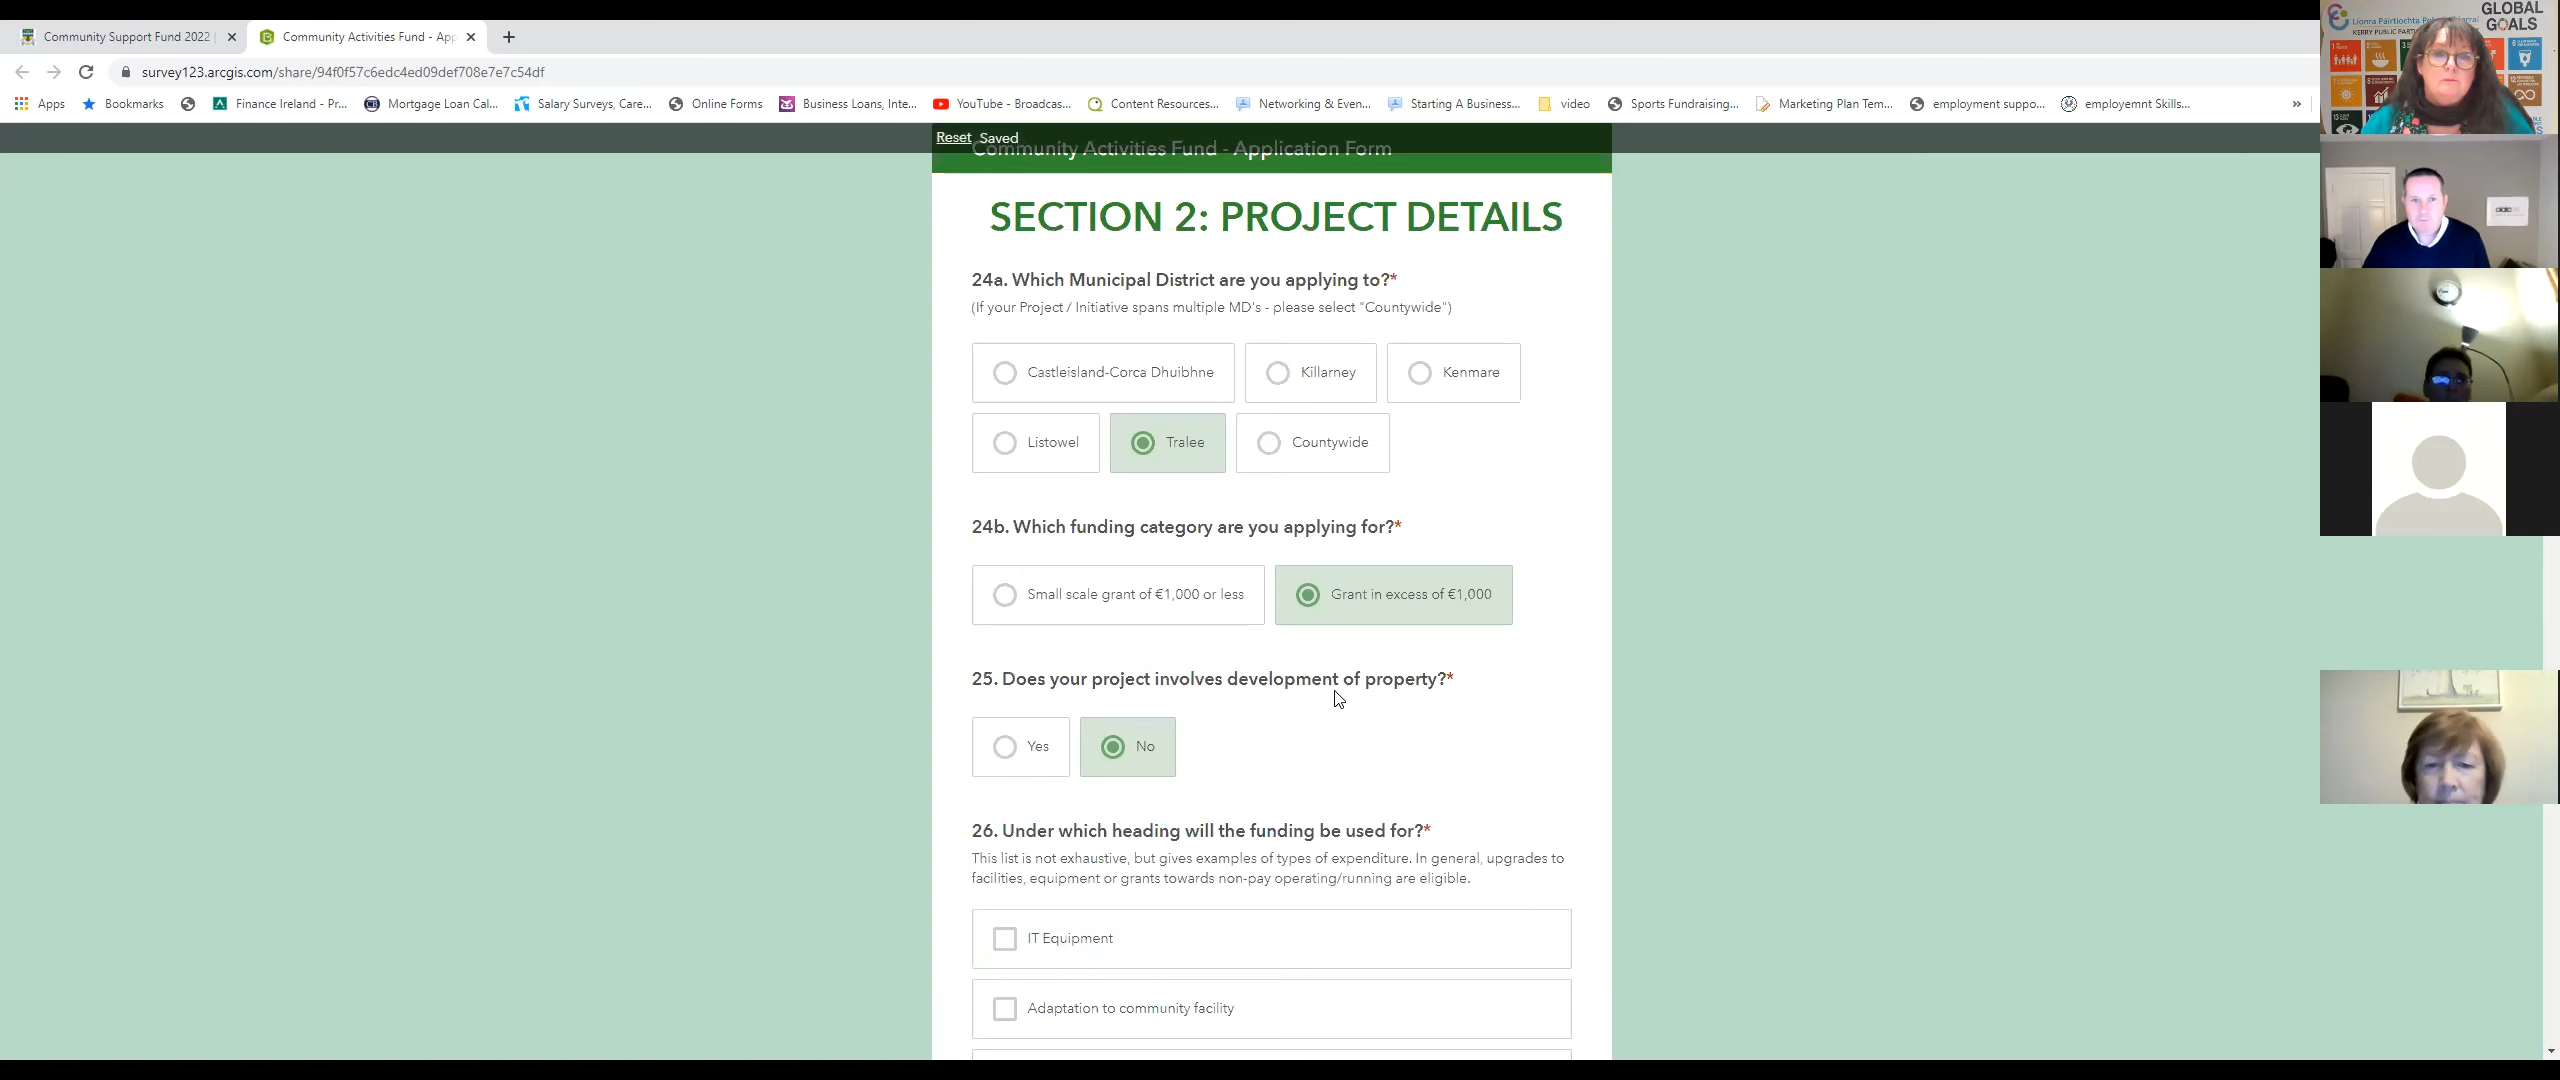 Community Support Fund 2022 |
Community Activities Fund - App
survey123.arcgis.com/share/94f0f57c6edc4ed09def708e7e7c54df
Apps
Bookmarks
Finance Ireland - Pr...
Mortgage Loan Cal...
Salary Surveys, Care...
Online Forms
Business Loans, Inte...
YouTube - Broadcas...
Content Resources...
Networking & Even...
Starting A Business...
video
Sports Fundraising...
Marketing Plan Tem...
employment suppo...
employemnt Skills...
Reset Saved
Community Activities Fund - Application Form
SECTION 2: PROJECT DETAILS
24a. Which Municipal District are you applying to?*
(If your Project / Initiative spans multiple MD's - please select "Countywide")
Castleisland-Corca Dhuibhne
Killarney
Kenmare
Listowel
Tralee
Countywide
24b. Which funding category are you applying for?*
Small scale grant of €1,000 or less
Grant in excess of €1,000
25. Does your project involves development of property?*
Yes
No
26. Under which heading will the funding be used for?*
This list is not exhaustive, but gives examples of types of expenditure. In general, upgrades to
facilities, equipment or grants towards non-pay operating/running are eligible.
IT Equipment
Adaptation to community facility
GLOBAL
GOALS
Líonra Páirtíochta
KERRY PUBLIC